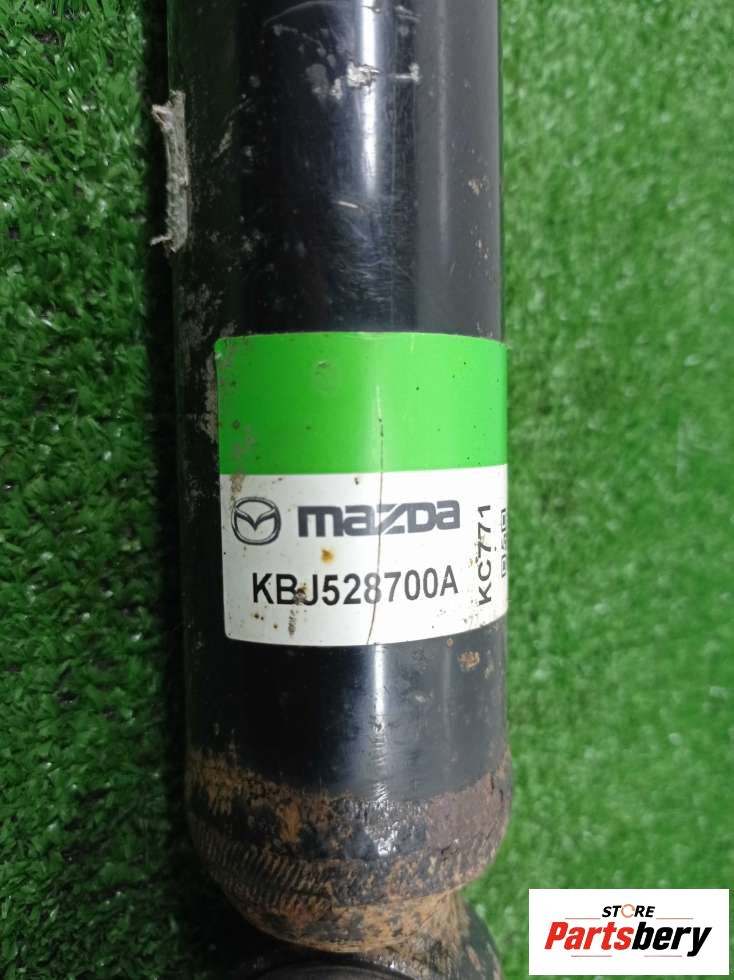 mazda
KBJ528700A
KC771
STORE
Partsbery